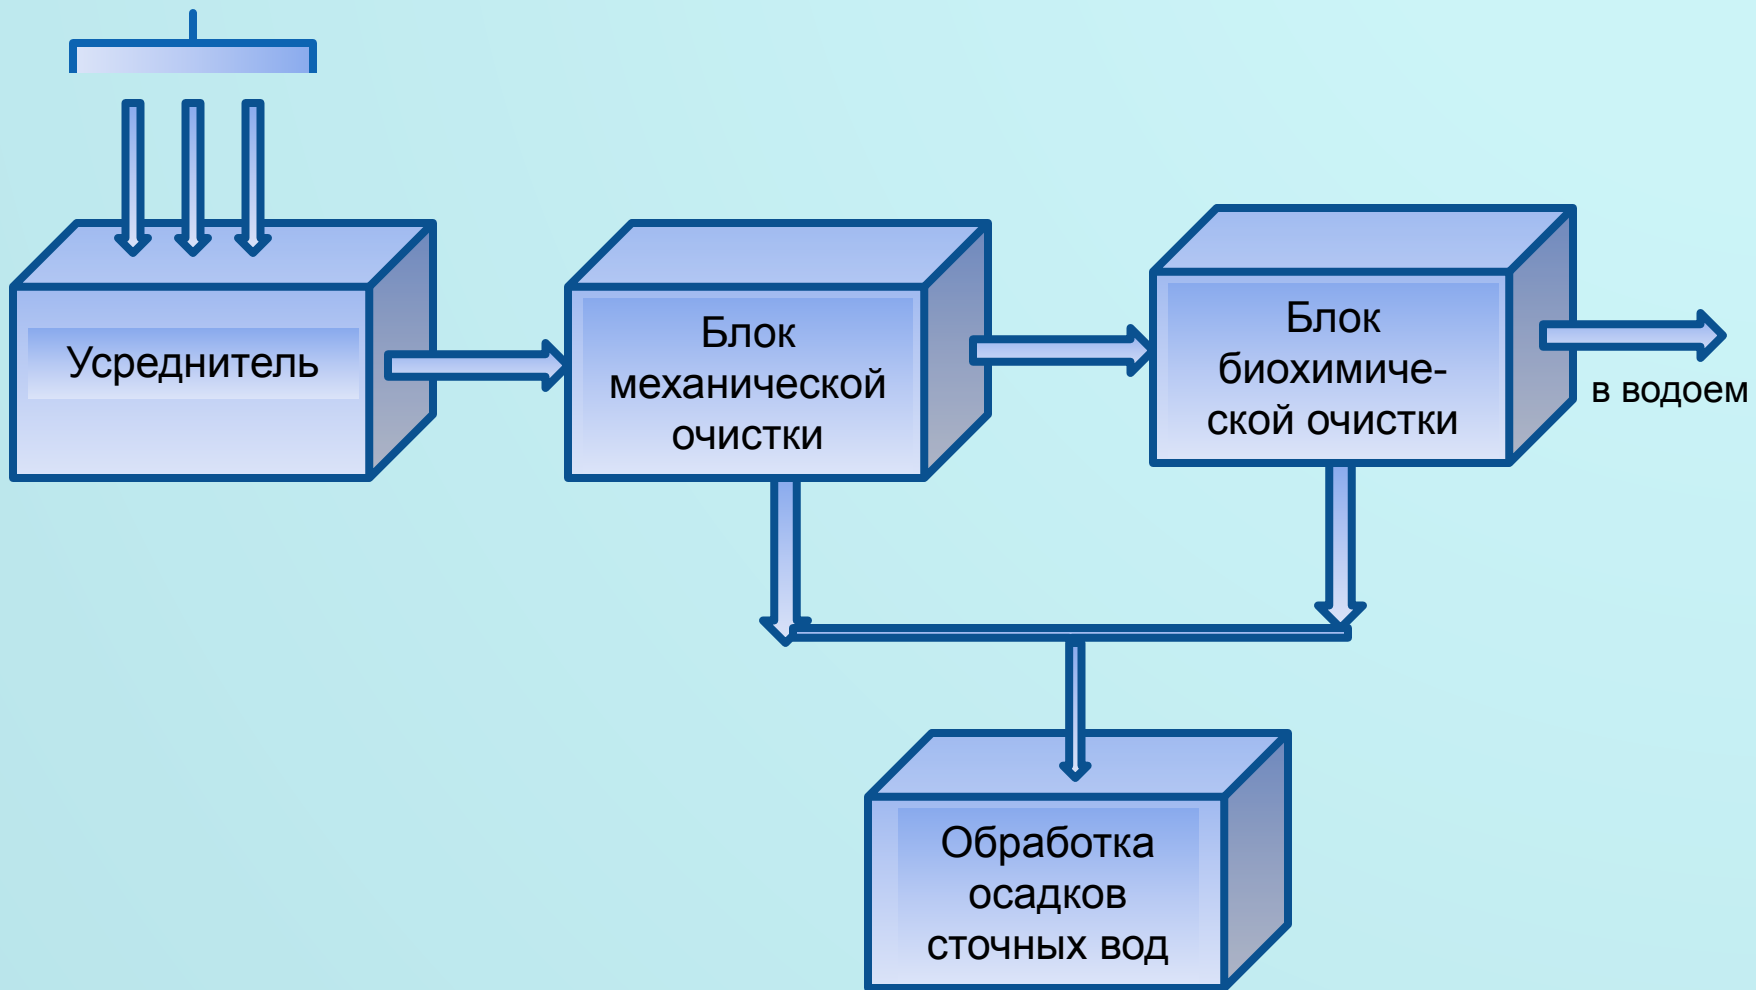 Усреднитель
Блок
механической
очистки
Блок
биохимиче-
ской очистки
в водоем
Обработка
осадков
сточных вод